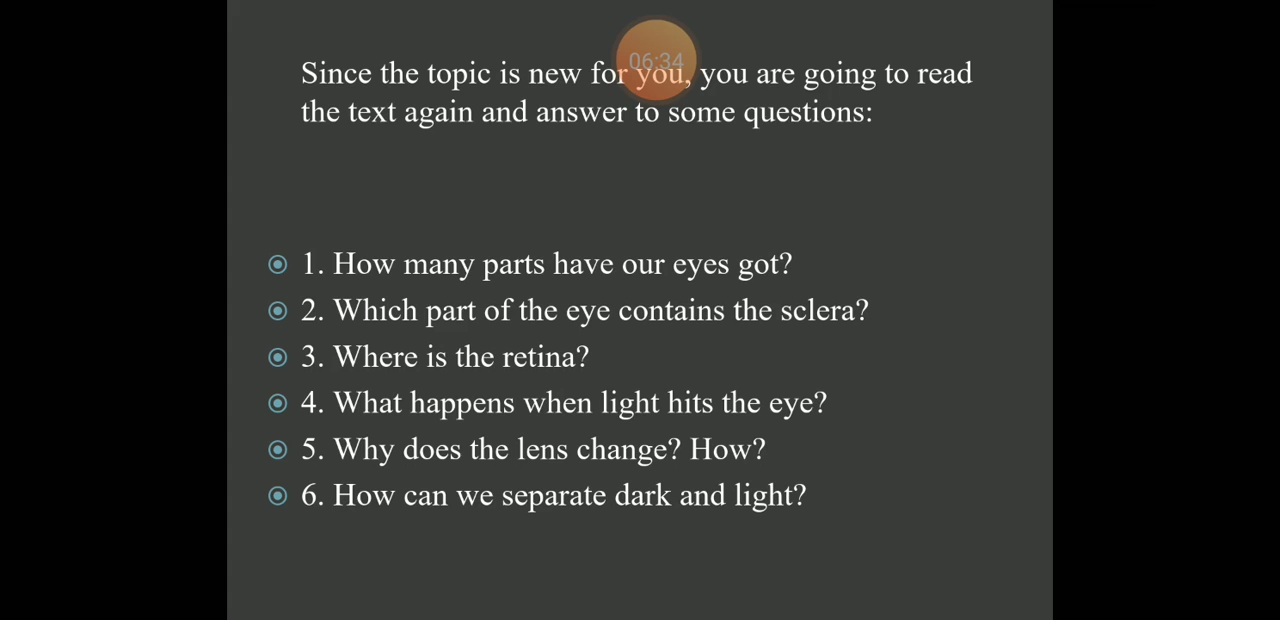 06:34
Since the topic is new for you, you are going to read
the text again and answer to some questions:
1. How many parts have our eyes got?
2. Which part of the eye contains the sclera?
3. Where is the retina?
4. What happens when light hits the eye?
5. Why does the lens change? How?
6. How can we separate dark and light?